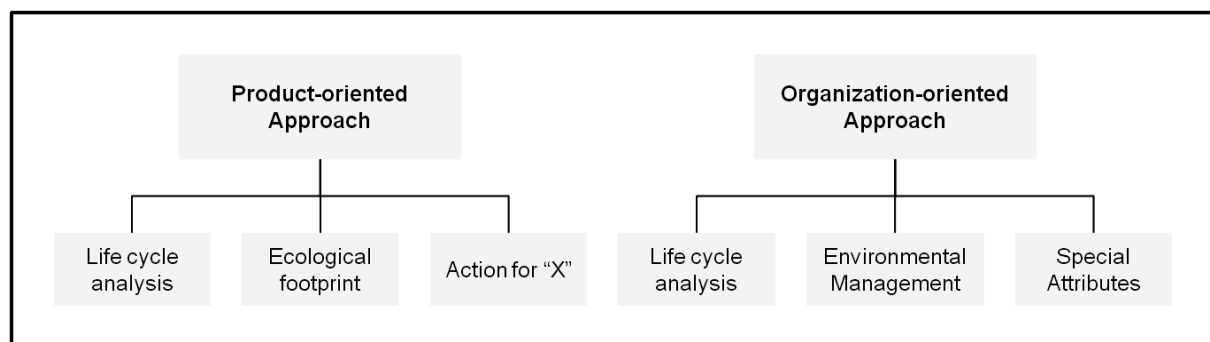 Product-oriented
Approach
Organization-oriented
Approach
Life cycle
analysis
Ecological
footprint
Action for “X”
Life cycle
analysis
Environmental
Management
Special
Attributes